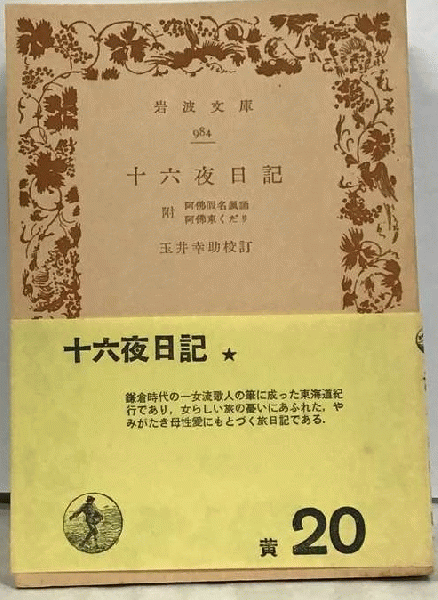 岩波文庫
984
十六夜日記
附
阿佛假名諷誦
阿佛東くだり
玉井幸助校訂
十六夜日記 ★
鎌倉時代の一女流歌人の筆に成った東海道紀
行であり，女らしい旅の憂いにあふれた，や
みがたき母性愛にもとづく旅日記である．
黄 20